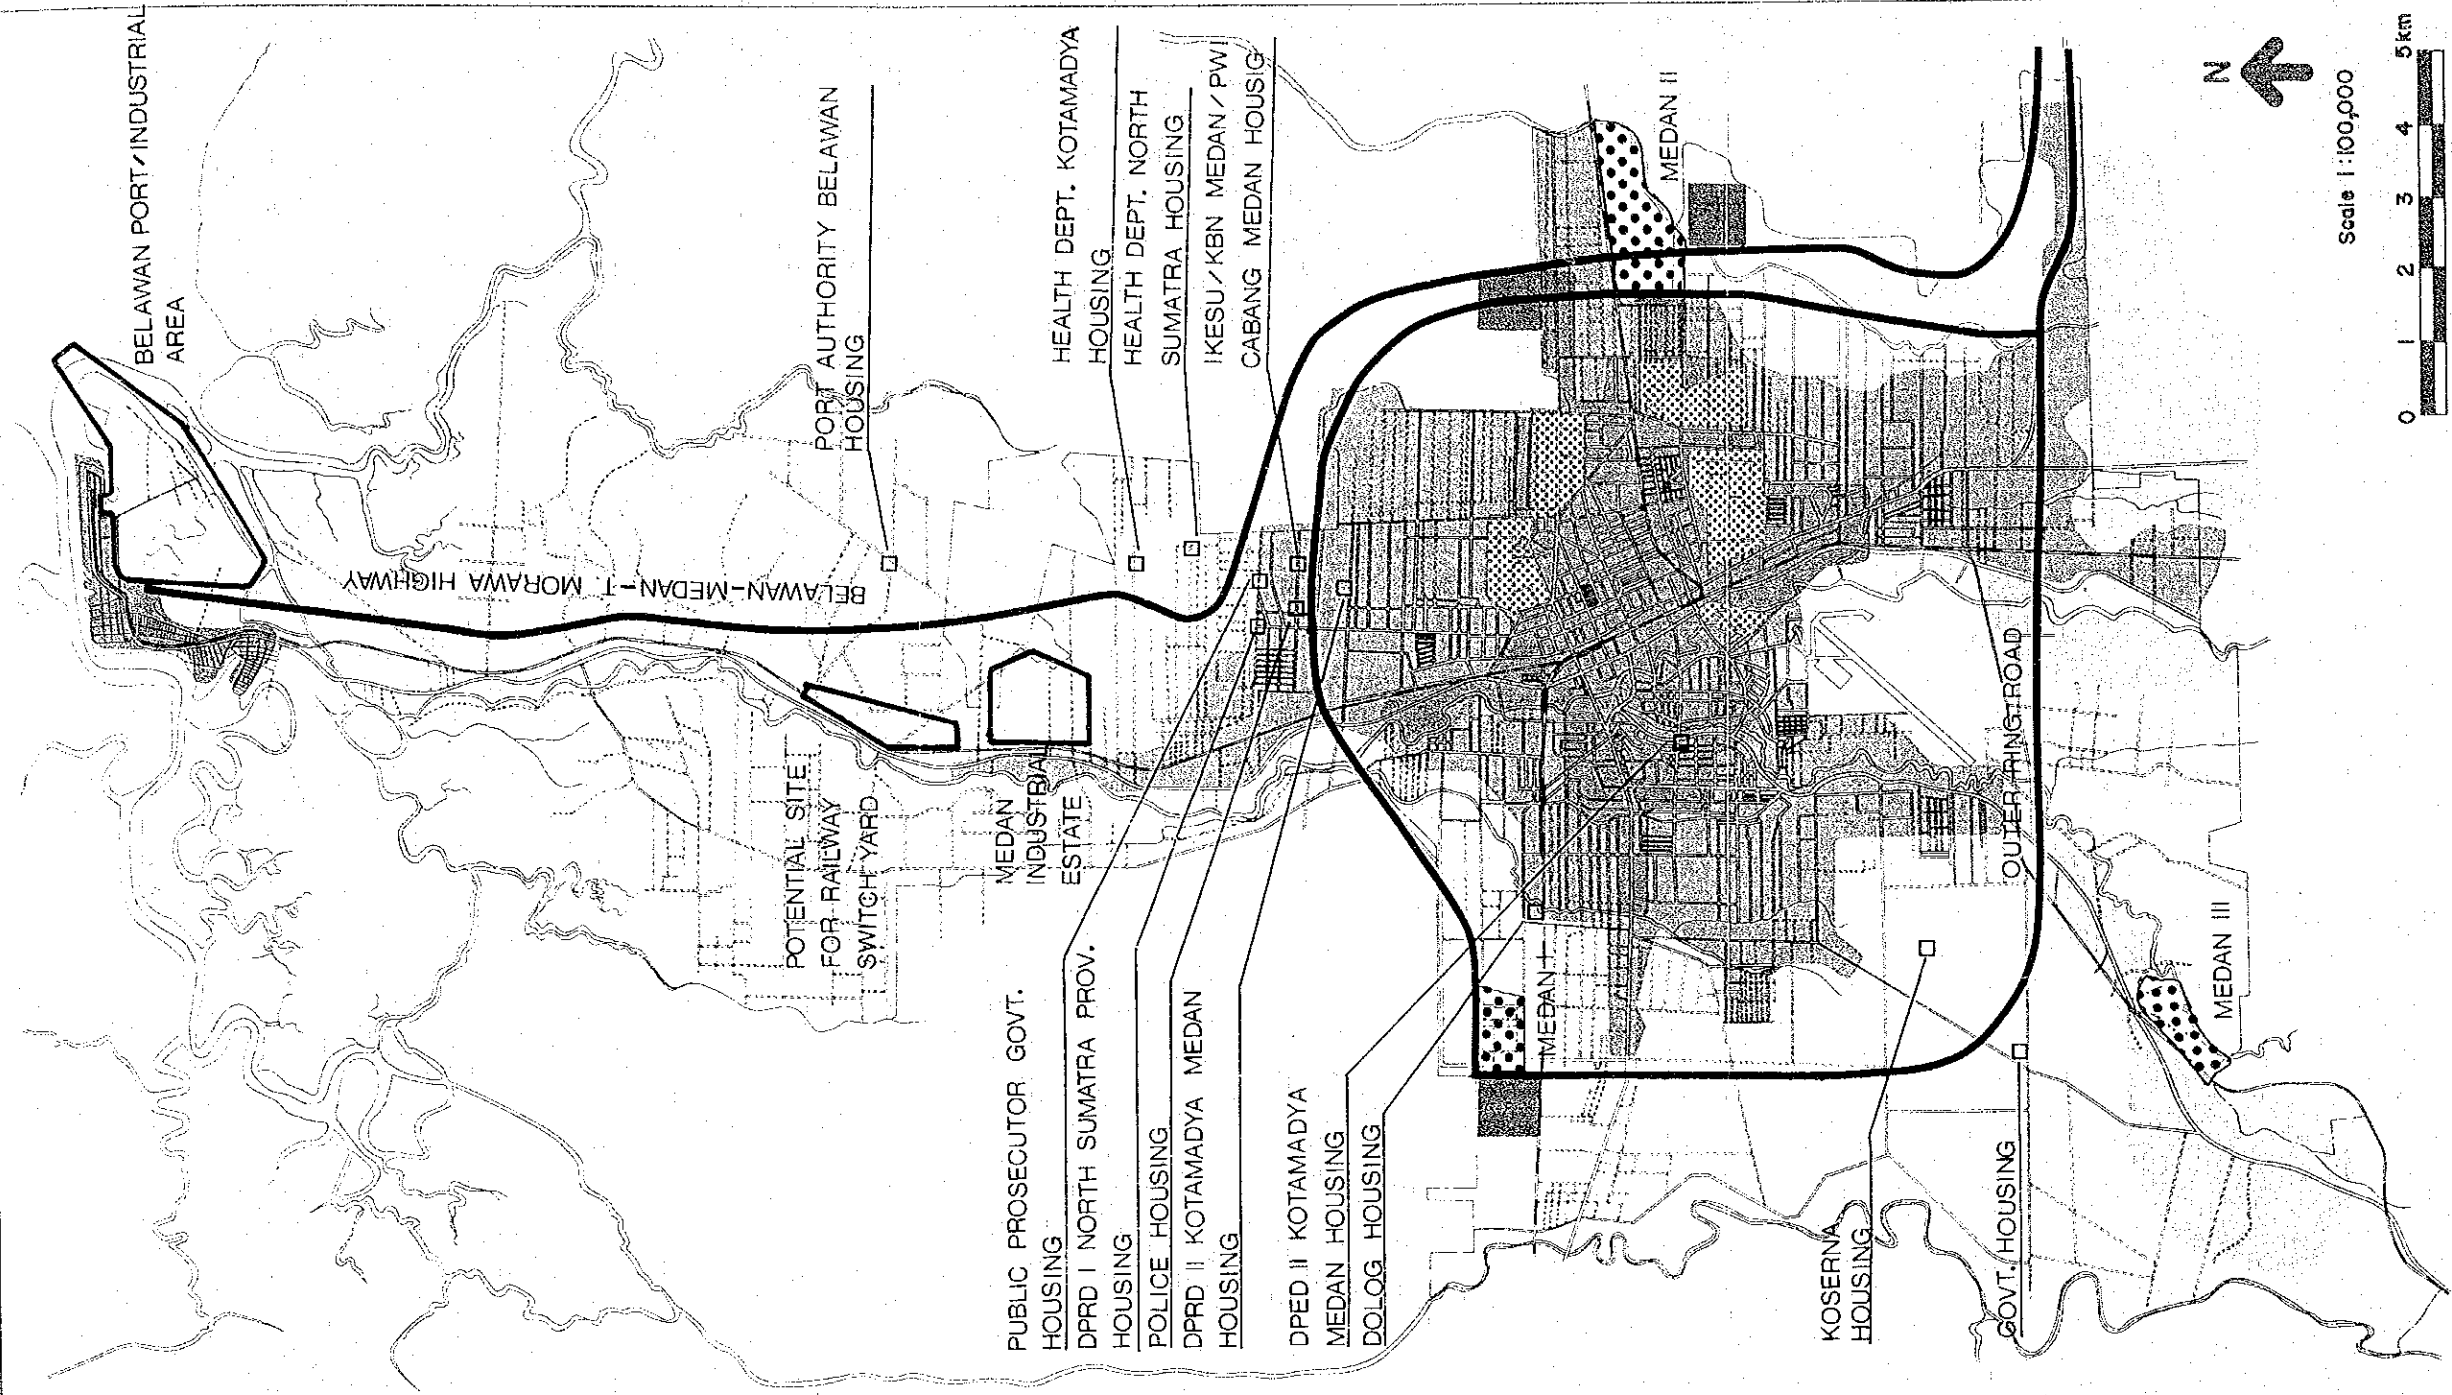 BELAWAN PORT/INDUSTRIAL
AREA
BELAWAN-MEDAN-T. MORAWA HIGHWAY
PORT AUTHORITY BELAWAN
HOUSING
HEALTH DEPT. KOTAMADYA
HOUSING
HEALTH DEPT. NORTH
SUMATRA HOUSING
IKESU/KBN MEDAN/PWI
CABANG MEDAN HOUSIG
MEDAN II
POTENTIAL SITE
FOR RAILWAY
SWITCH YARD
MEDAN
INDUSTRIAL
ESTATE
PUBLIC PROSECUTOR GOVT.
HOUSING
DPRD I NORTH SUMATRA PROV.
HOUSING
POLICE HOUSING
DPRD II KOTAMADYA MEDAN
HOUSING
DPED II KOTAMADYA
MEDAN HOUSING
DOLOG HOUSING
MEDAN I
KOSERNA
HOUSING
GOVT. HOUSING
OUTER RING ROAD
MEDAN III
N
Scale 1:100,000
0 1 2 3 4 5km